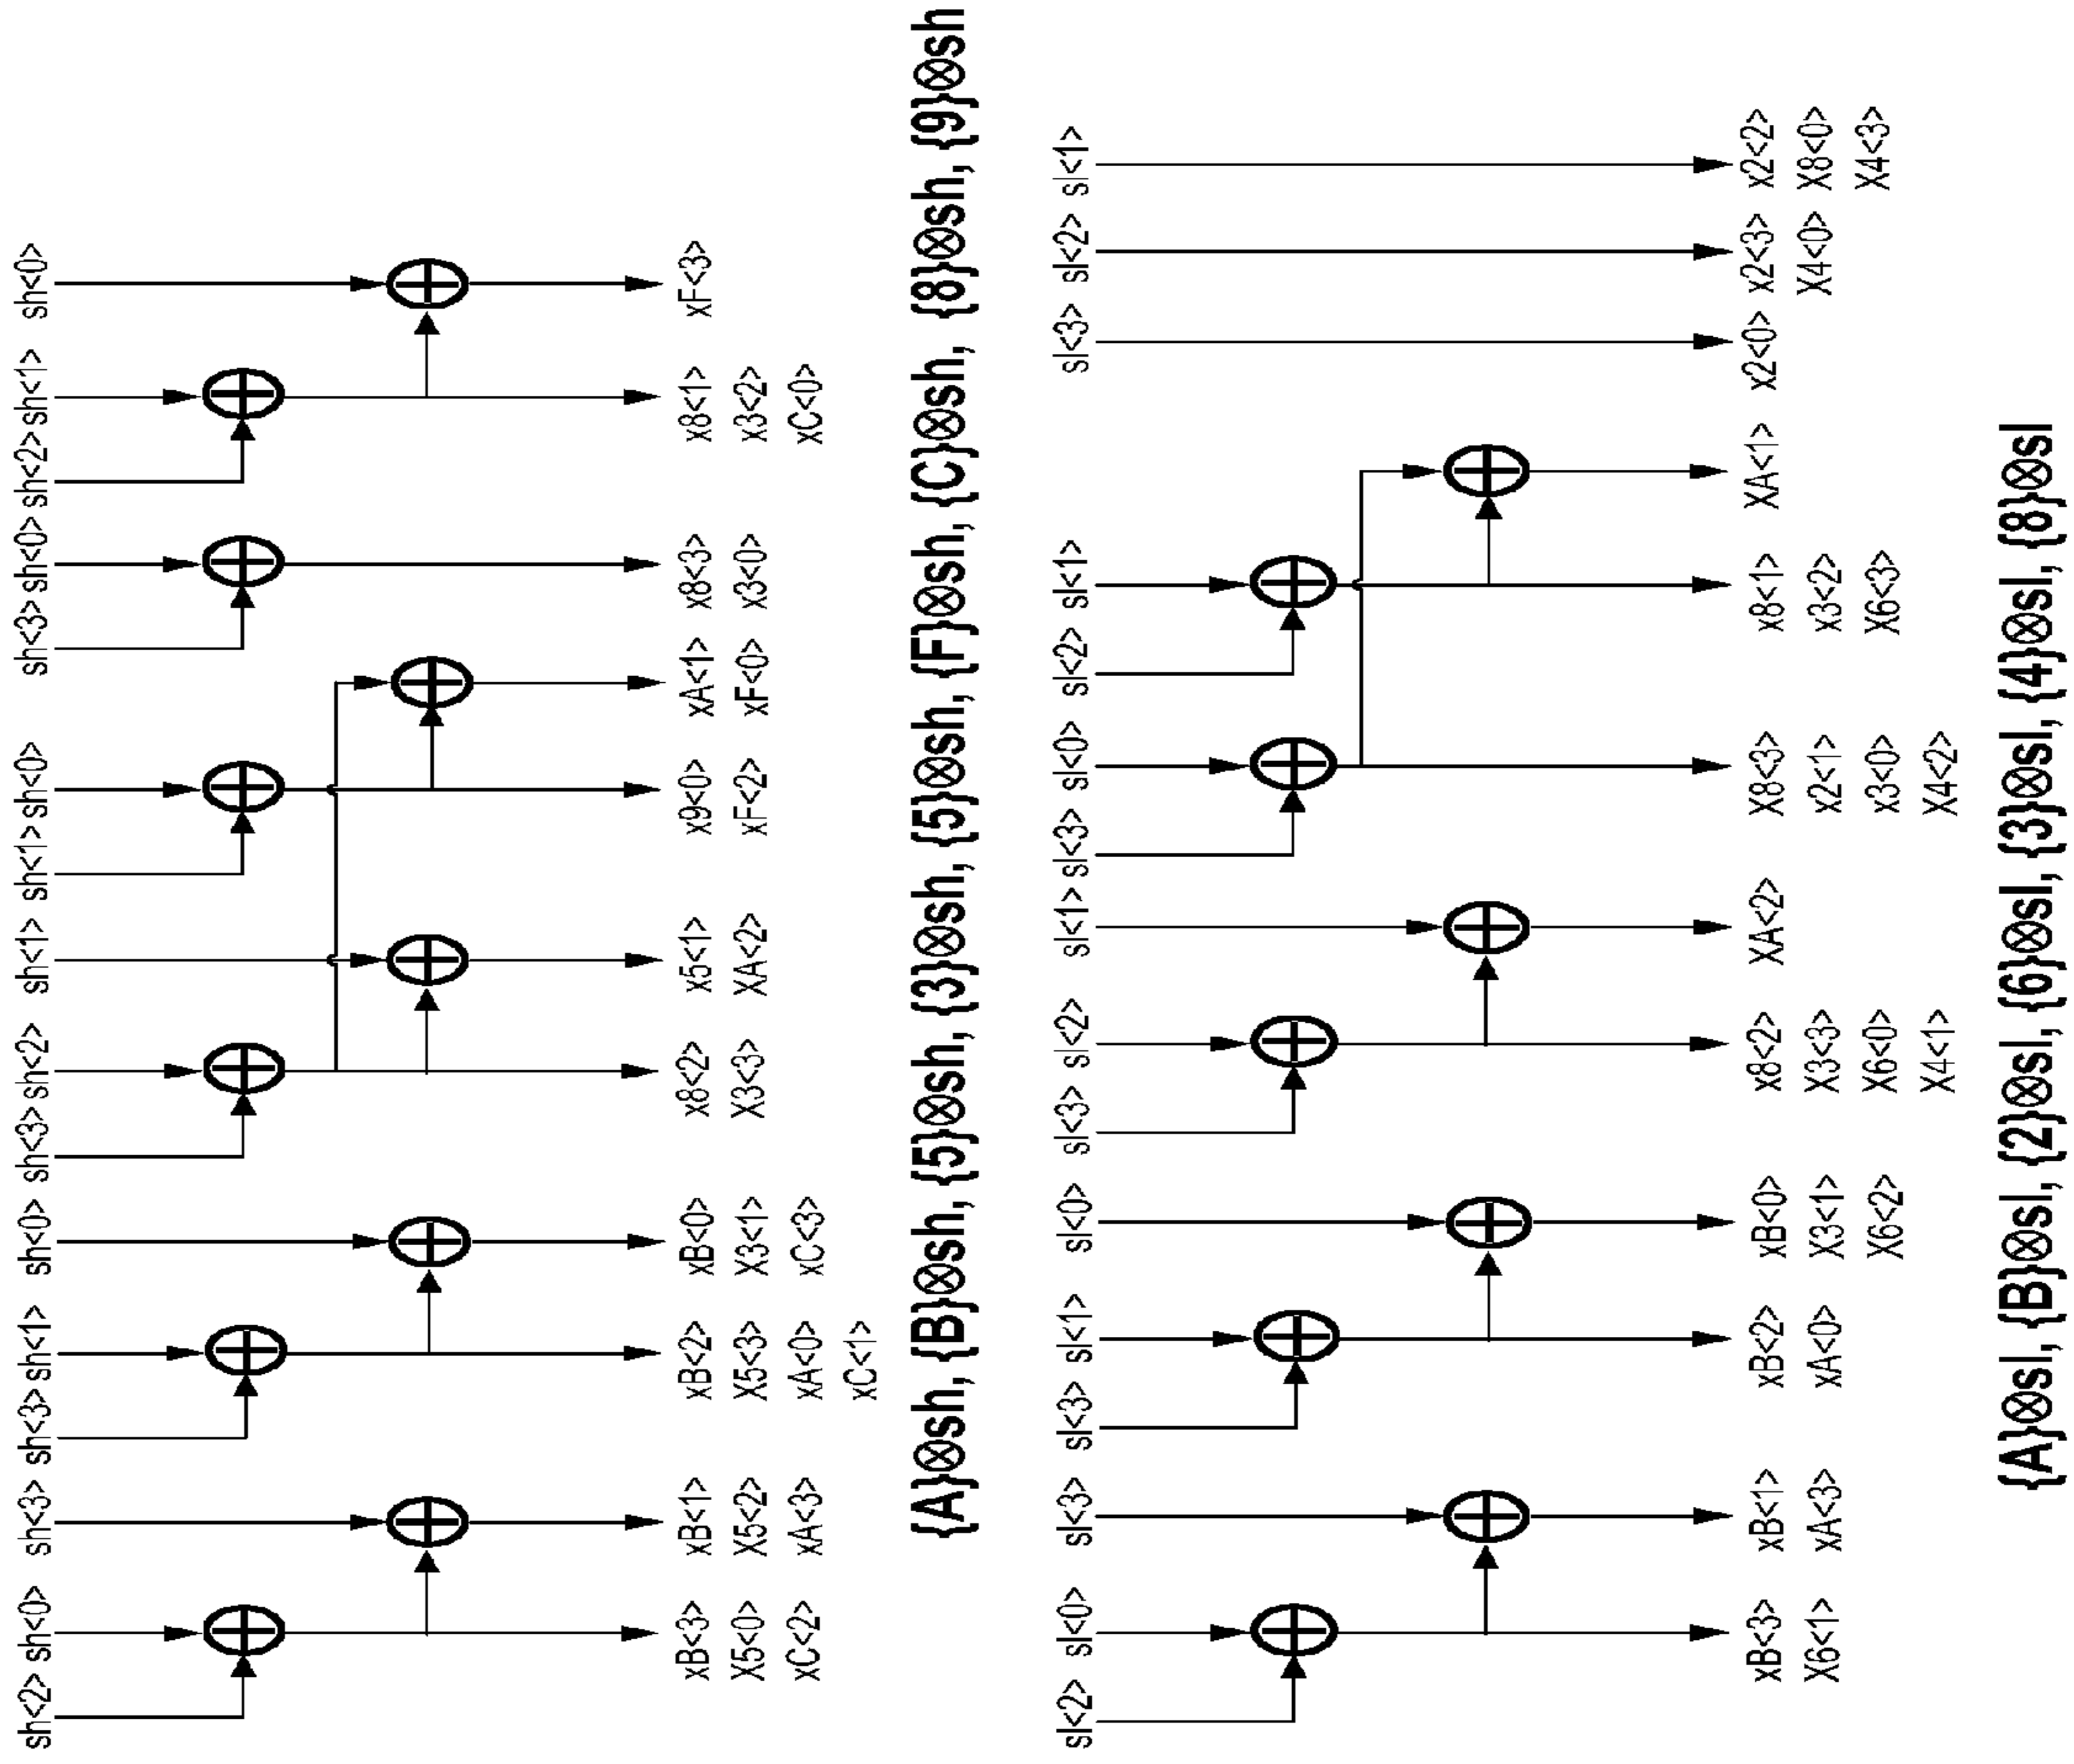 sh<2> sh<0> sh<3> sh<3> sh<1> sh<0> sh<3> sh<2> sh<1> sh<1> sh<0> sh<3> sh<0> sh<2> sh<1> sh<0>
xB<3> xB<1> xB<2> xB<0> x8<2> x5<1> x9<0> xA<1> x8<3> x8<1> xF<3>
X5<0> X5<2> X5<3> X3<1> X3<3> XA<2> xF<2> xF<0> x3<0> x3<2>
xC<2> xA<3> xA<0> xC<3> xC<0>
xC<1>
{A}⊗sh, {B}⊗sh, {5}⊗sh, {3}⊗sh, {5}⊗sh, {F}⊗sh, {C}⊗sh, {8}⊗sh, {9}⊗sh
sl<2> sl<0> sl<3> sl<3> sl<1> sl<0> sl<3> sl<2> sl<1> sl<3> sl<0> sl<2> sl<1> sl<3> sl<2> sl<1>
xB<3> xB<1> xB<2> xB<0> x8<2> XA<2> X8<3> x8<1> XA<1> x2<0> x2<3> x2<2>
X6<1> xA<3> xA<0> X3<1> X3<3> x2<1> x3<2> X4<0> X8<0>
X6<2> X6<0> x3<0> X6<3> X4<3>
X4<1> X4<2>
{A}⊗sl, {B}⊗sl, {2}⊗sl, {6}⊗sl, {3}⊗sl, {4}⊗sl, {8}⊗sl